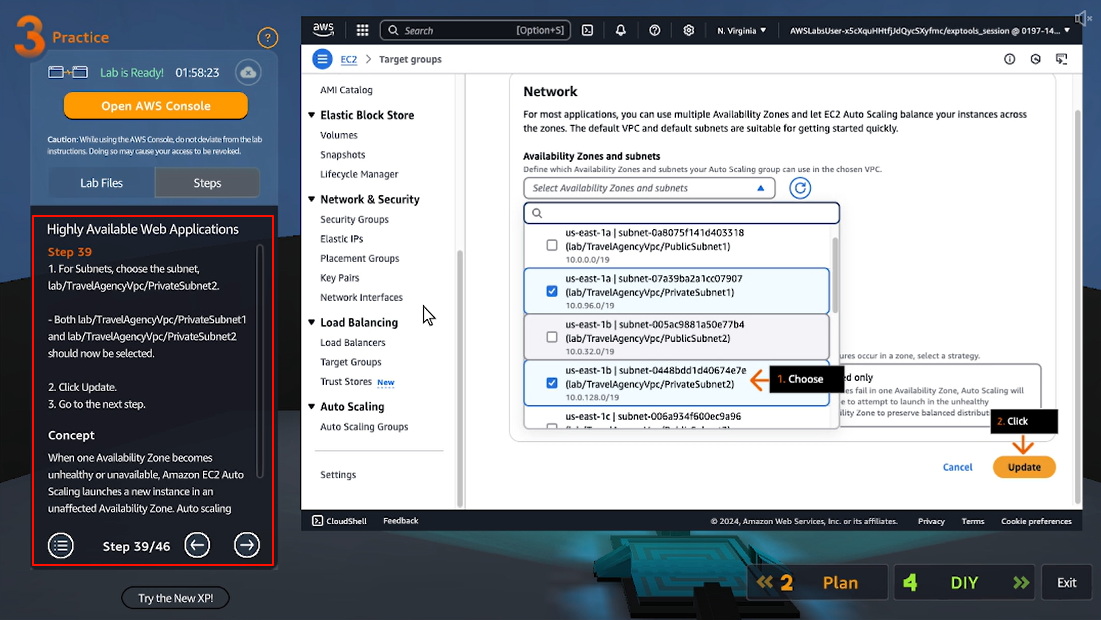 3 Practice
?
Lab is Ready! 01:58:23
Open AWS Console
Caution: While using the AWS Console, do not deviate from the lab
instructions. Doing so may cause your access to be revoked.
Lab Files
Steps
Highly Available Web Applications
Step 39
1. For Subnets, choose the subnet,
lab/TravelAgencyVpc/PrivateSubnet2.
- Both lab/TravelAgencyVpc/PrivateSubnet1
and lab/TravelAgencyVpc/PrivateSubnet2
should now be selected.
2. Click Update.
3. Go to the next step.
Concept
When one Availability Zone becomes
unhealthy or unavailable, Amazon EC2 Auto
Scaling launches a new instance in an
unaffected Availability Zone. Auto scaling
Step 39/46
Try the New XP!
aws
Search
[Option+S]
N. Virginia
AWSLabsUser-x5cXquHHtfjJdQycSXyfmc/exptools_session @ 0197-14...
EC2 > Target groups
AMI Catalog
Elastic Block Store
Volumes
Snapshots
Lifecycle Manager
Network & Security
Security Groups
Elastic IPs
Placement Groups
Key Pairs
Network Interfaces
Load Balancing
Load Balancers
Target Groups
Trust Stores New
Auto Scaling
Auto Scaling Groups
Settings
Network
For most applications, you can use multiple Availability Zones and let EC2 Auto Scaling balance your instances across
the zones. The default VPC and default subnets are suitable for getting started quickly.
Availability Zones and subnets
Define which Availability Zones and subnets your Auto Scaling group can use in the chosen VPC.
Select Availability Zones and subnets
us-east-1a | subnet-0a8075f141d403318
(lab/TravelAgencyVpc/PublicSubnet1)
10.0.0.0/19
us-east-1a | subnet-07a39ba2a1cc07907
(lab/TravelAgencyVpc/PrivateSubnet1)
10.0.96.0/19
us-east-1b | subnet-005ac9881a50e77b4
(lab/TravelAgencyVpc/PublicSubnet2)
10.0.32.0/19
us-east-1b | subnet-0448bdd1d40674e7e
(lab/TravelAgencyVpc/PrivateSubnet2)
10.0.128.0/19
us-east-1c | subnet-006a934f600ec9a96
1. Choose
ures occur in a zone, select a strategy.
ed only
es fail in one Availability Zone, Auto Scaling will
e to attempt to launch in the unhealthy
bility Zone to preserve balanced distribut
2. Click
Cancel
Update
CloudShell
Feedback
© 2024, Amazon Web Services, Inc. or its affiliates.
Privacy
Terms
Cookie preferences
2 Plan
4 DIY
Exit